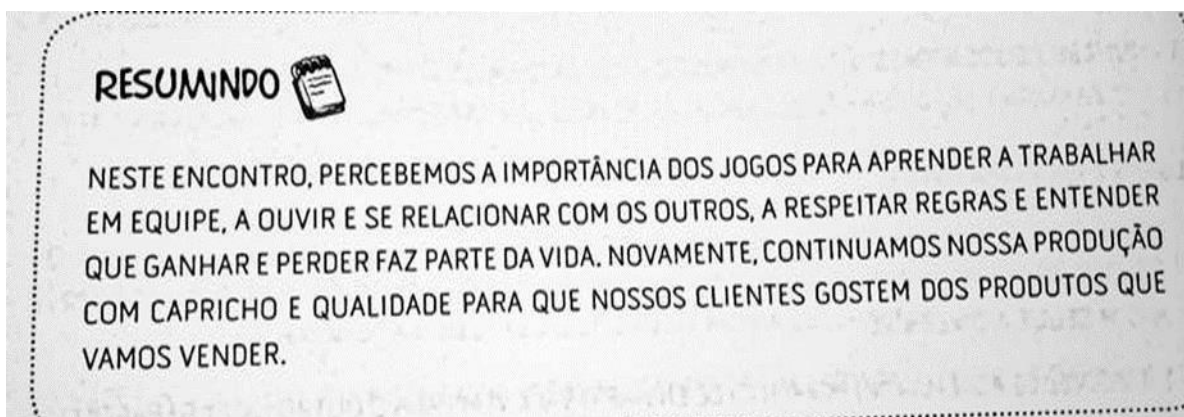 RESUMINDO
NESTE ENCONTRO, PERCEBEMOS A IMPORTÂNCIA DOS JOGOS PARA APRENDER A TRABALHAR
EM EQUIPE, A OUVIR E SE RELACIONAR COM OS OUTROS, A RESPEITAR REGRAS E ENTENDER
QUE GANHAR E PERDER FAZ PARTE DA VIDA. NOVAMENTE, CONTINUAMOS NOSSA PRODUÇÃO
COM CAPRICHO E QUALIDADE PARA QUE NOSSOS CLIENTES GOSTEM DOS PRODUTOS QUE
VAMOS VENDER.